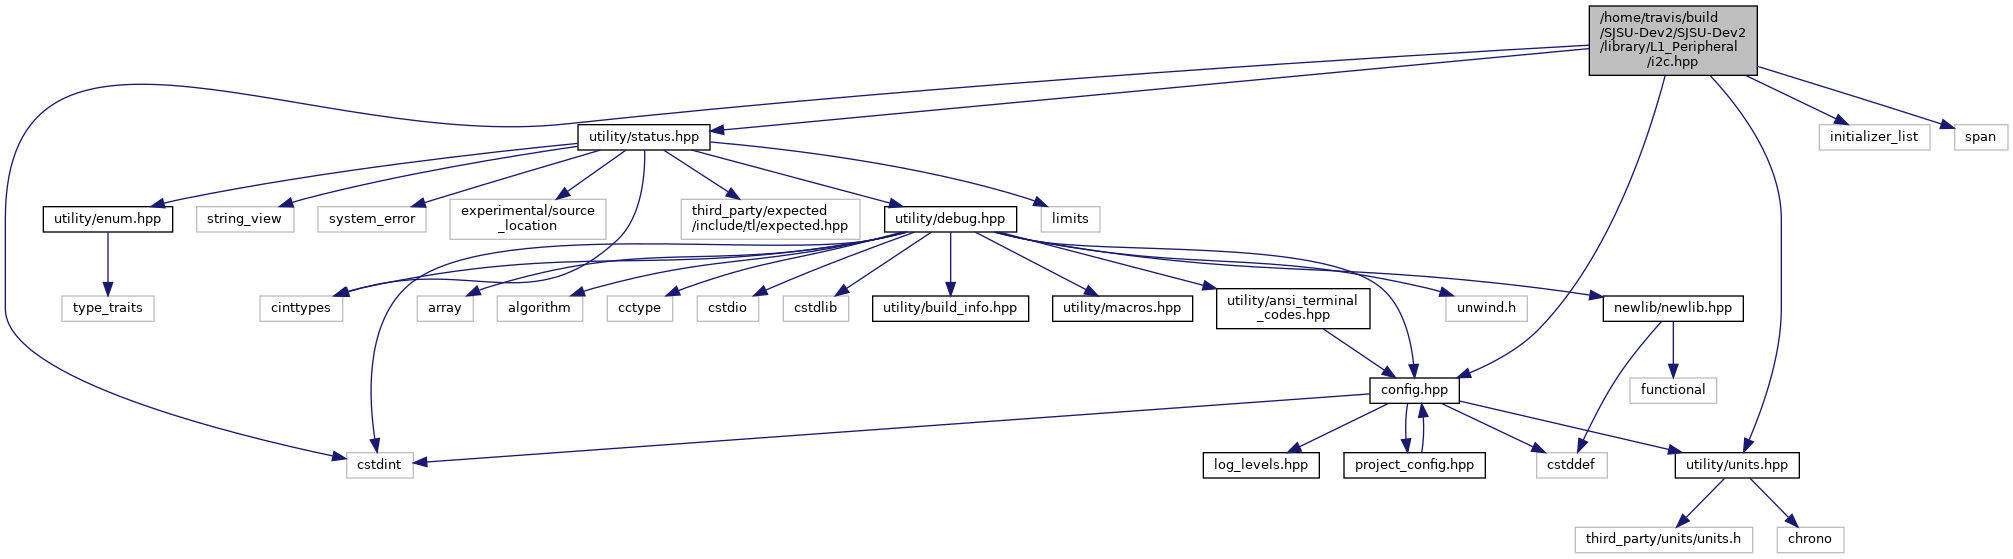 /home/travis/build
/SJSU-Dev2/SJSU-Dev2
/library/L1_Peripheral
/i2c.hpp
utility/status.hpp
initializer_list
span
utility/enum.hpp
string_view
system_error
experimental/source
_location
third_party/expected
/include/tl/expected.hpp
utility/debug.hpp
limits
type_traits
cinttypes
array
algorithm
cctype
cstdio
cstdlib
utility/build_info.hpp
utility/macros.hpp
utility/ansi_terminal
_codes.hpp
unwind.h
newlib/newlib.hpp
config.hpp
functional
cstdint
log_levels.hpp
project_config.hpp
cstddef
utility/units.hpp
third_party/units/units.h
chrono